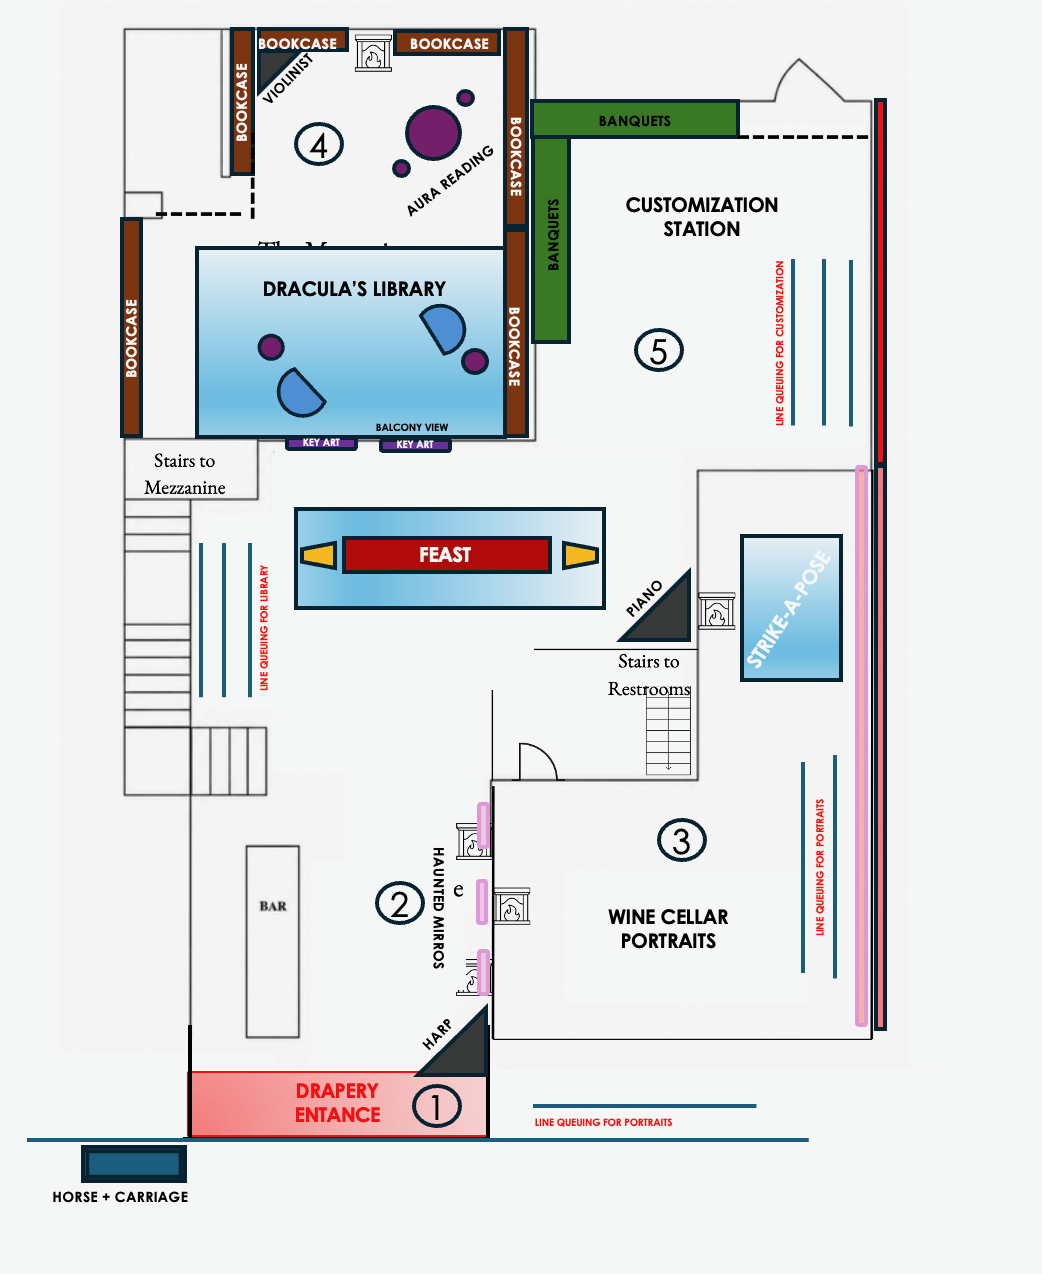 BOOKCASE
BOOKCASE
BOOKCASE
VIOLINIST
4
AURA READING
BOOKCASE
BANQUETS
BANQUETS
CUSTOMIZATION
STATION
DRACULA'S LIBRARY
BOOKCASE
BOOKCASE
LINE QUEUING FOR CUSTOMIZATION
5
BALCONY VIEW
KEY ART
KEY ART
Stairs to
Mezzanine
FEAST
LINE QUEUING FOR LIBRARY
PIANO
STRIKE-A-POSE
Stairs to
Restrooms
3
LINE QUEUING FOR PORTRAITS
2
HAUNTED MIRROS
e
BAR
WINE CELLAR
PORTRAITS
HARP
DRAPERY
ENTANCE
1
LINE QUEUING FOR PORTRAITS
HORSE + CARRIAGE